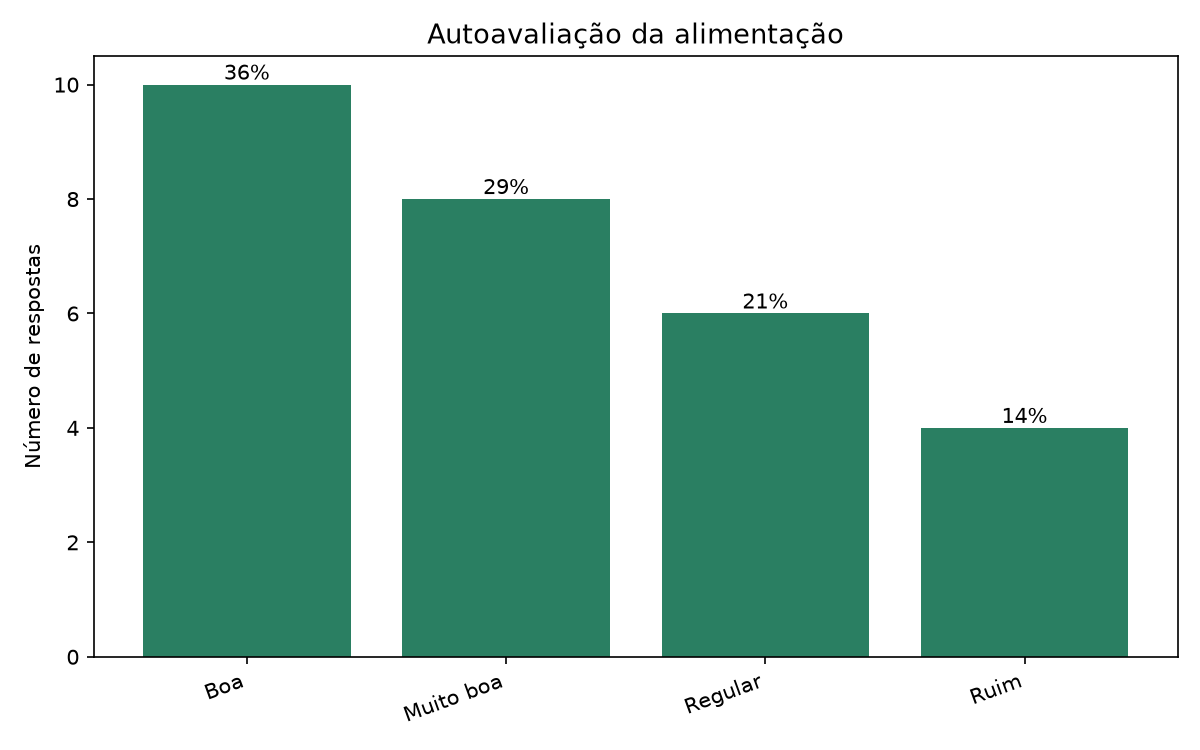 Autoavaliação da alimentação
Número de respostas
10
8
6
4
2
0
36%
29%
21%
14%
Boa
Muito boa
Regular
Ruim